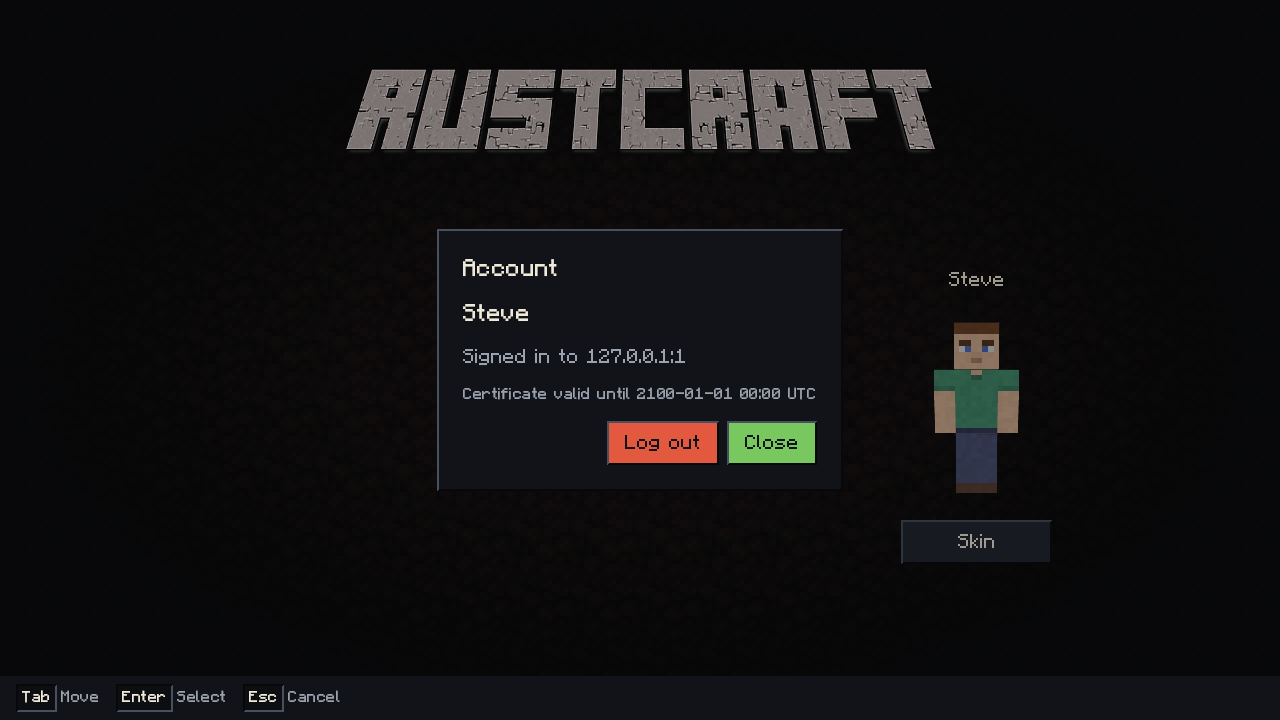 RUSTCRAFT
Account
Steve
Signed in to 127.0.0.1:1
Certificate valid until 2100-01-01 00:00 UTC
Log out Close
Steve
Skin
Tab Move Enter Select Esc Cancel